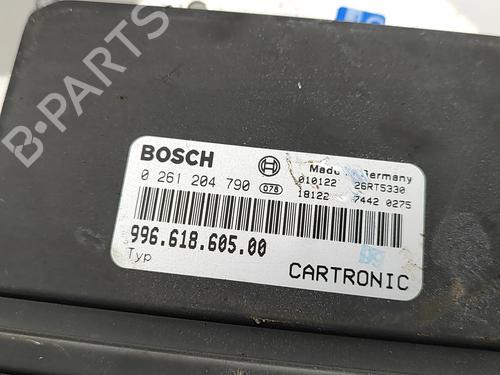 B-PARTS
BOSCH
Made Germany
0 261 204 790 078
010122 26RT5330
18122 7442 0275
996.618.605.00
Typ
CARTRONIC